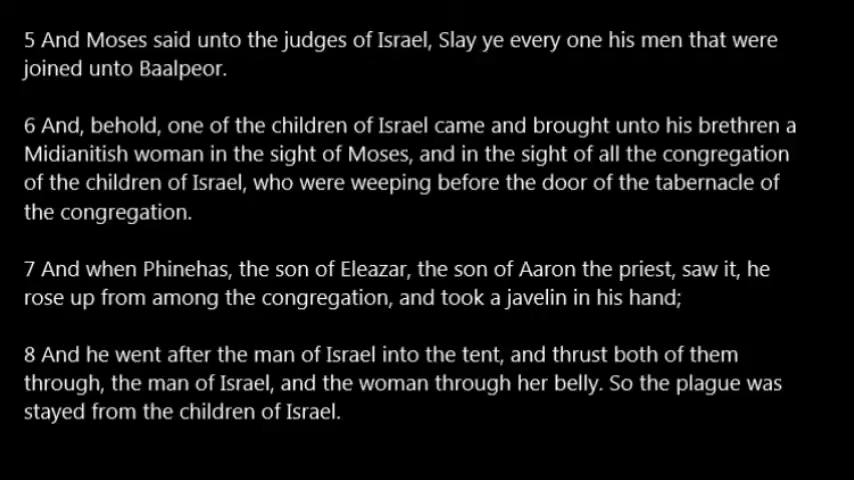 5 And Moses said unto the judges of Israel, Slay ye every one his men that were
joined unto Baalpeor.
6 And, behold, one of the children of Israel came and brought unto his brethren a
Midianitish woman in the sight of Moses, and in the sight of all the congregation
of the children of Israel, who were weeping before the door of the tabernacle of
the congregation.
7 And when Phinehas, the son of Eleazar, the son of Aaron the priest, saw it, he
rose up from among the congregation, and took a javelin in his hand;
8 And he went after the man of Israel into the tent, and thrust both of them
through, the man of Israel, and the woman through her belly. So the plague was
stayed from the children of Israel.